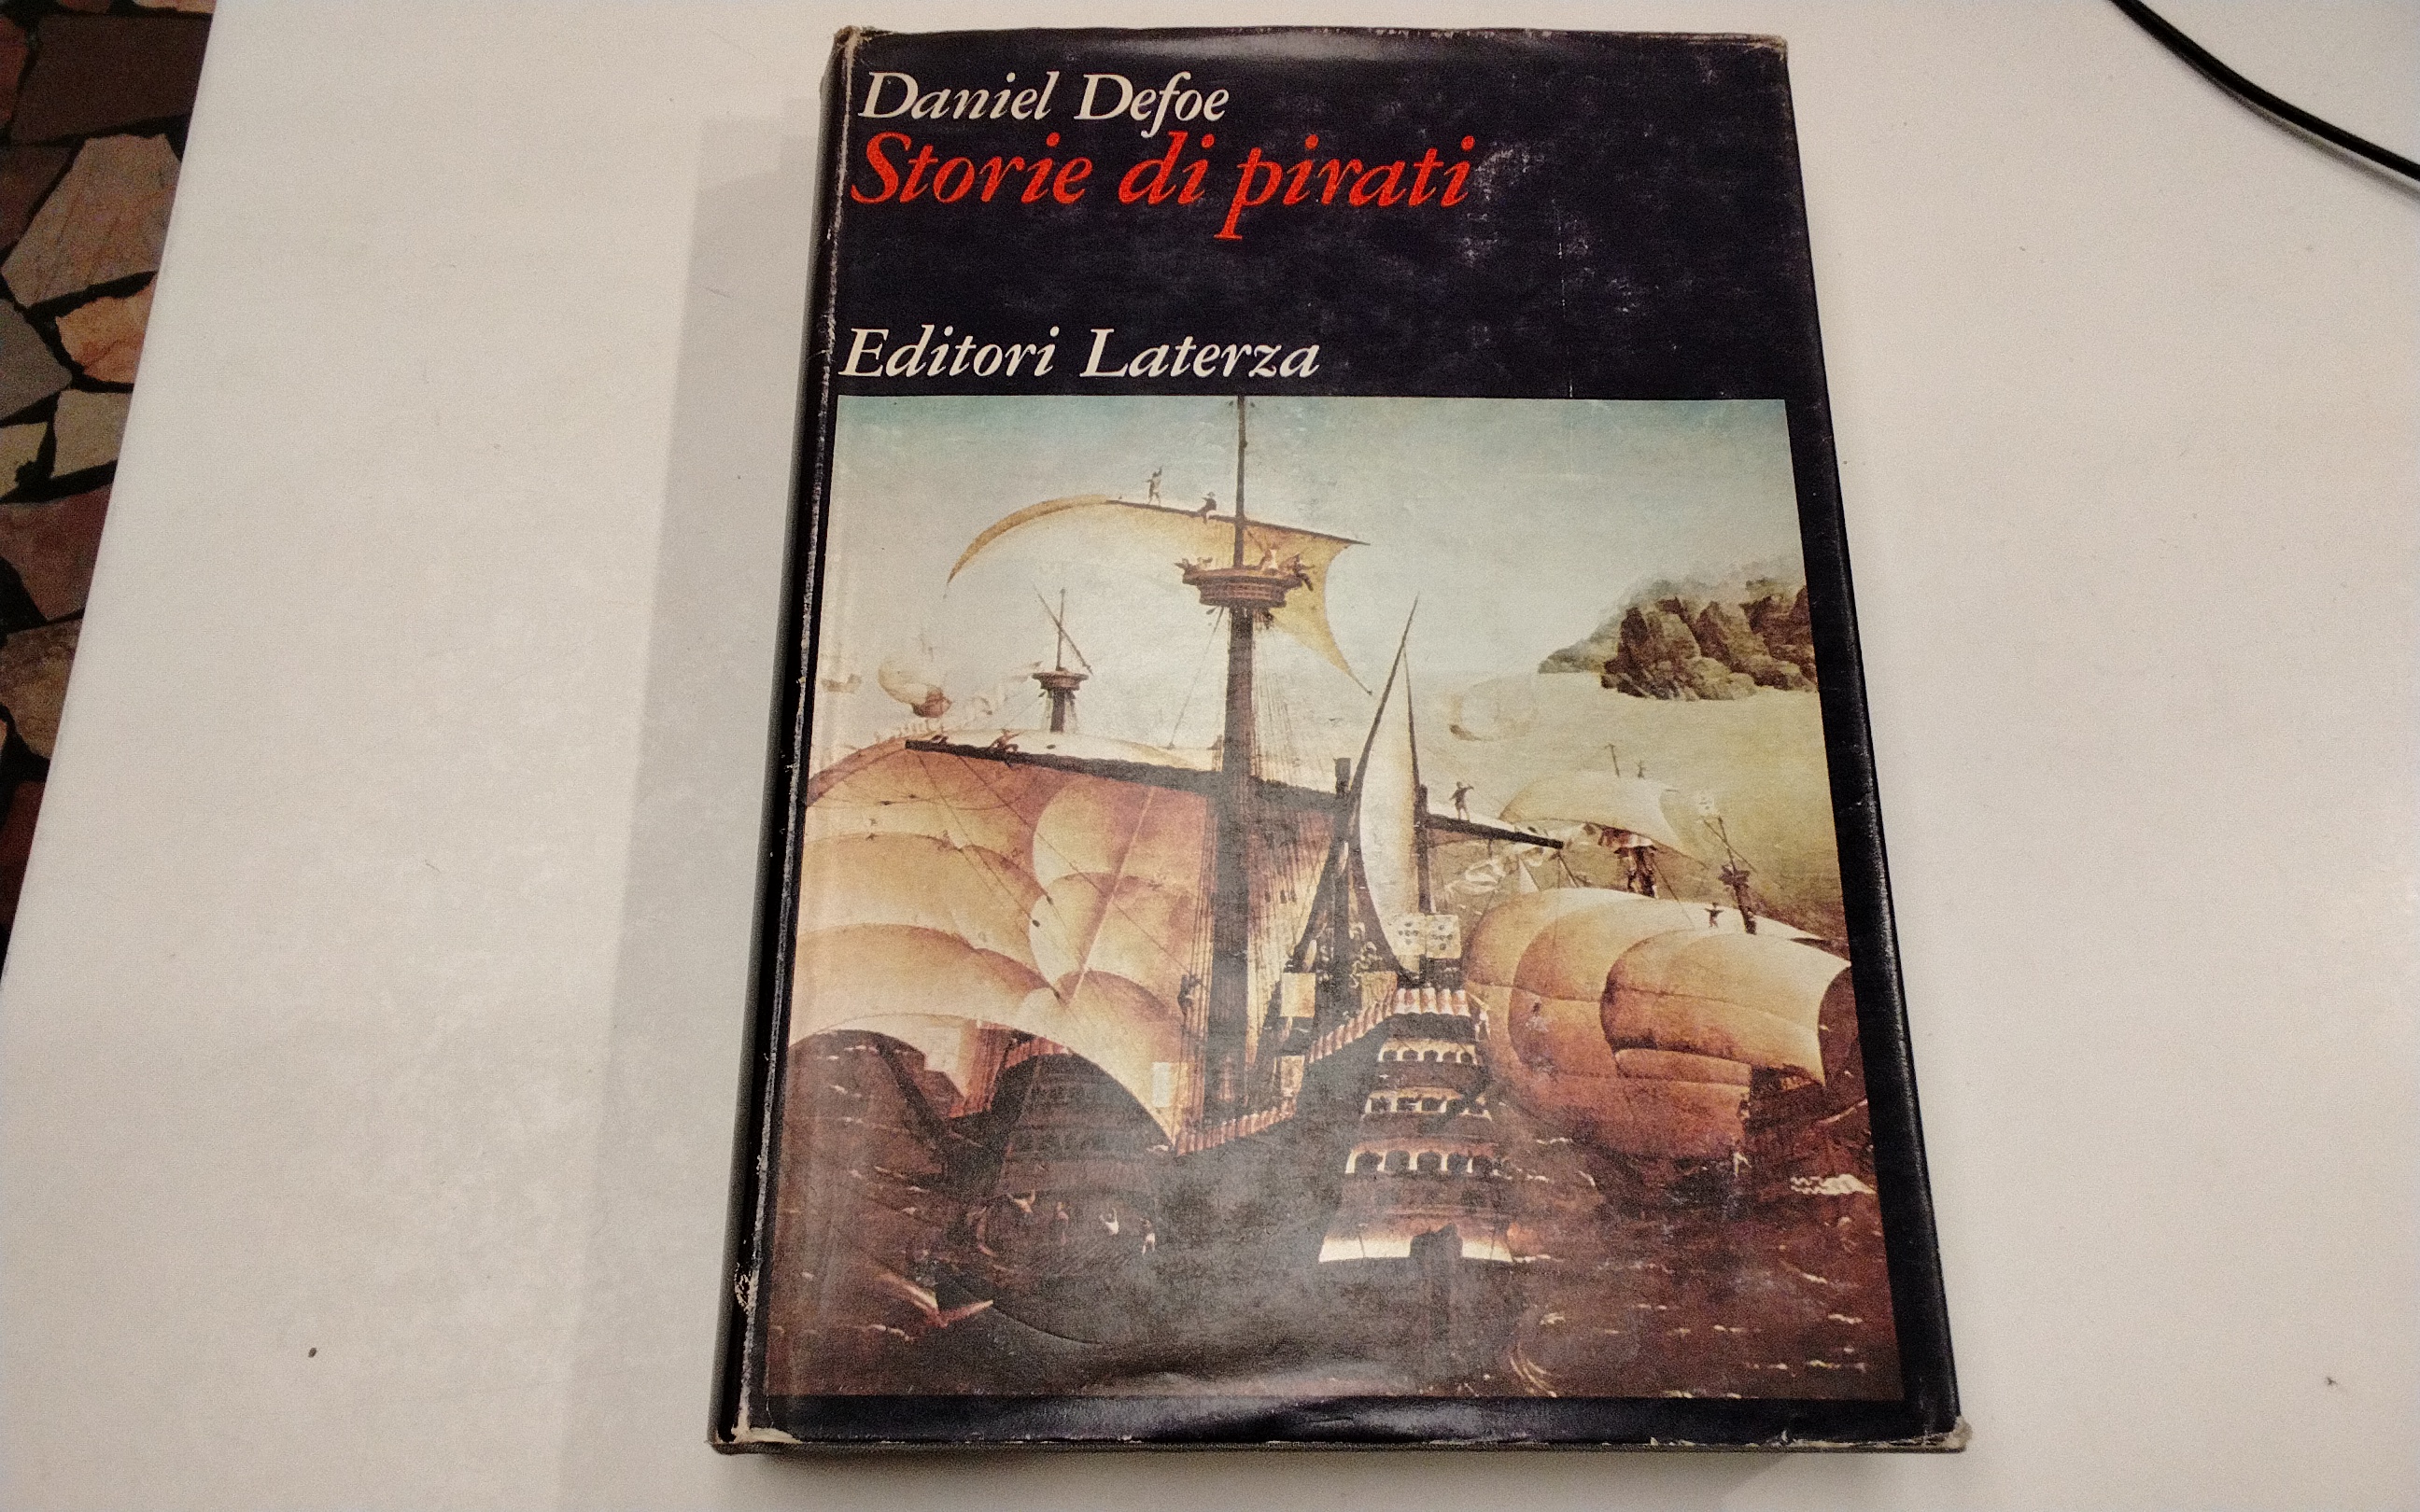 Daniel Defoe
Storie di pirati
Editori Laterza